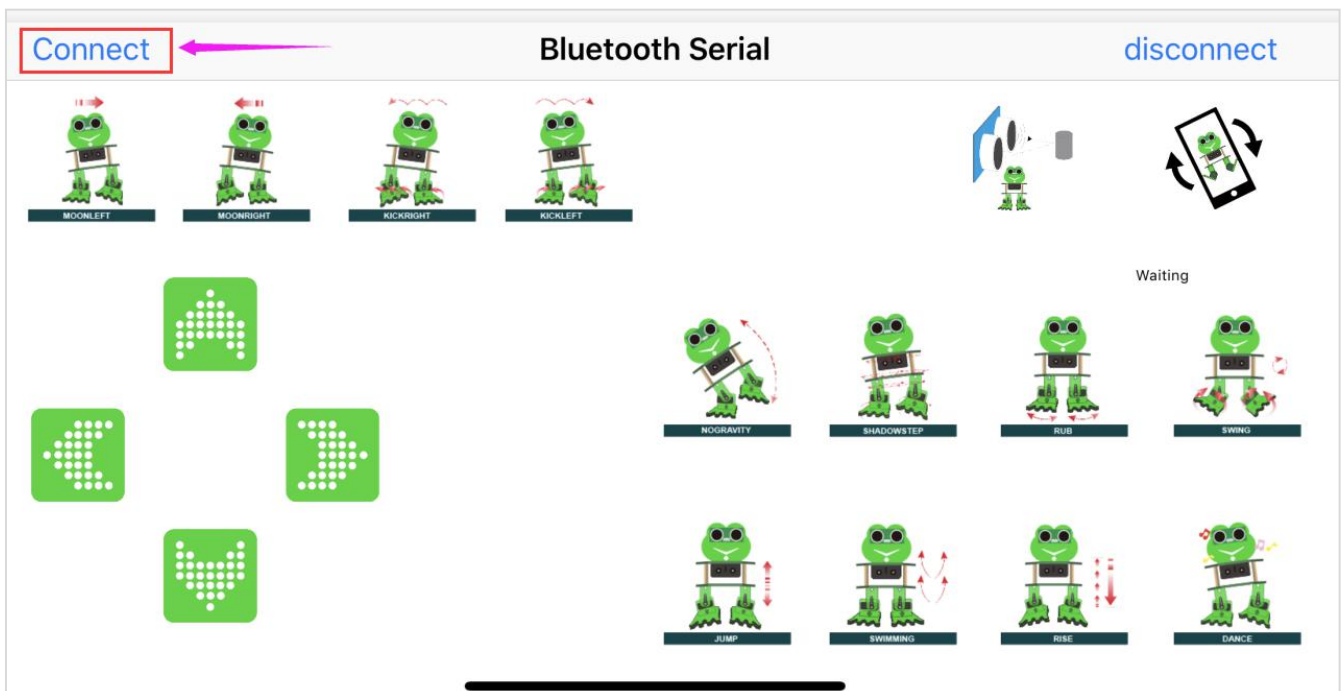 Connect
Bluetooth Serial
disconnect
MOONLEFT
MOONRIGHT
KICKRIGHT
KICKLEFT
Waiting
NOGRAVITY
SHADOWSTEP
RUB
SWING
JUMP
SWIMMING
RISE
DANCE